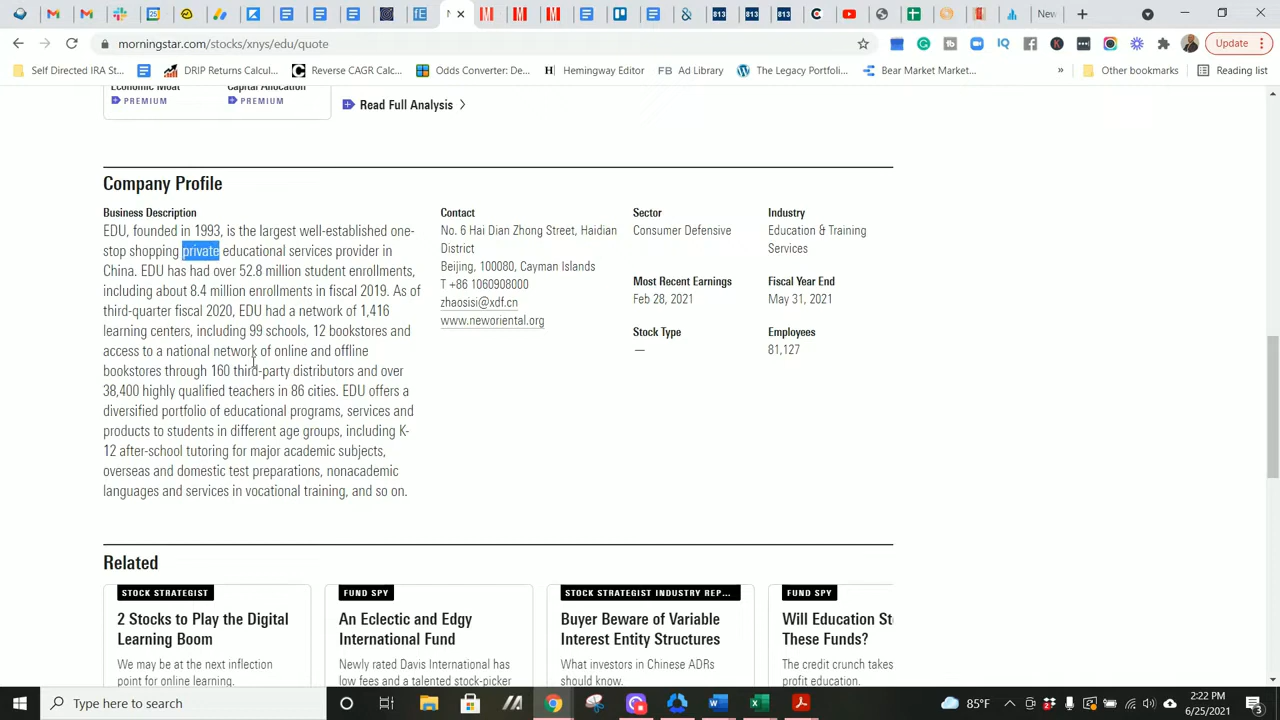 813
813
813
New
morningstar.com/stocks/xnys/edu/quote
Update
Self Directed IRA St...
DRIP Returns Calcul...
Reverse CAGR Calc...
Odds Converter: De...
Hemingway Editor
FB Ad Library
The Legacy Portfoli...
Bear Market Market...
»
Other bookmarks
Reading list
Economic Moat
Capital Allocation
PREMIUM
PREMIUM
Read Full Analysis
Company Profile
Business Description
EDU, founded in 1993, is the largest well-established one-
stop shopping private educational services provider in
China. EDU has had over 52.8 million student enrollments,
including about 8.4 million enrollments in fiscal 2019. As of
third-quarter fiscal 2020, EDU had a network of 1,416
learning centers, including 99 schools, 12 bookstores and
access to a national network of online and offline
bookstores through 160 third-party distributors and over
38,400 highly qualified teachers in 86 cities. EDU offers a
diversified portfolio of educational programs, services and
products to students in different age groups, including K-
12 after-school tutoring for major academic subjects,
overseas and domestic test preparations, nonacademic
languages and services in vocational training, and so on.
Contact
No. 6 Hai Dian Zhong Street, Huidian
District
Beijing, 100080, Cayman Islands
T +86 1060908000
zhaosisi@xdf.cn
www.neworiental.org
Sector
Consumer Defensive
Most Recent Earnings
Feb 28, 2021
Stock Type
—
Industry
Education & Training
Services
Fiscal Year End
May 31, 2021
Employees
81,127
Related
STOCK STRATEGIST
2 Stocks to Play the Digital
Learning Boom
We may be at the next inflection
point for online learning.
FUND SPY
An Eclectic and Edgy
International Fund
Newly rated Davis International has
low fees and a talented stock-picker
STOCK STRATEGIST INDUSTRY REP...
Buyer Beware of Variable
Interest Entity Structures
What investors in Chinese ADRs
should know.
FUND SPY
Will Education St
These Funds?
The credit crunch takes
profit education.
Type here to search
85°F
2:22 PM
6/25/2021
3